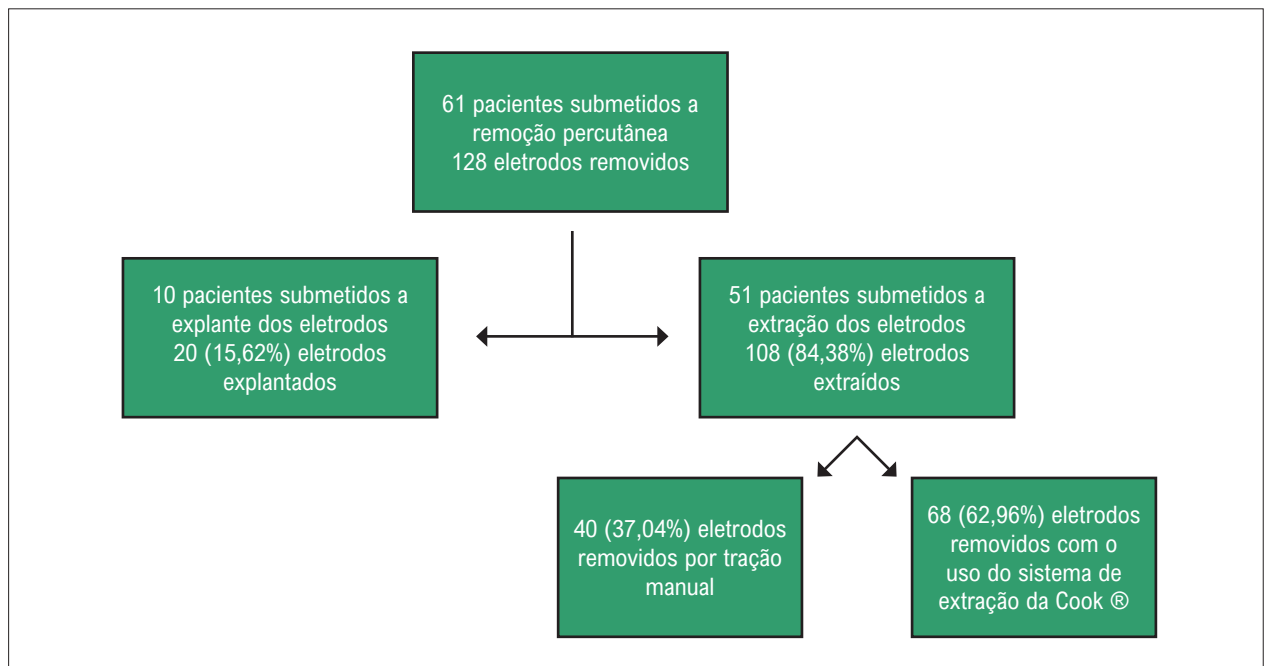 61 pacientes submetidos a
remoção percutânea
128 eletrodos removidos
10 pacientes submetidos a
explante dos eletrodos
20 (15,62%) eletrodos
explantados
51 pacientes submetidos a
extração dos eletrodos
108 (84,38%) eletrodos
extraídos
40 (37,04%) eletrodos
removidos por tração
manual
68 (62,96%) eletrodos
removidos com o
uso do sistema de
extração da Cook ®